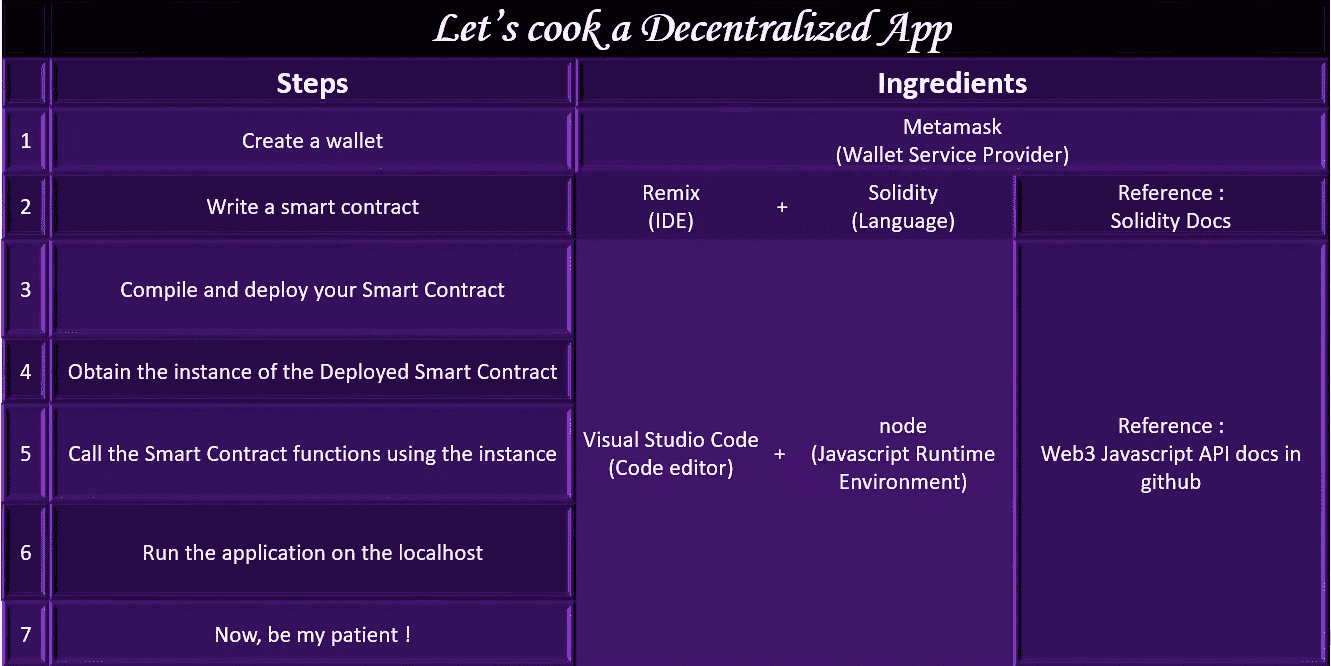 Let's cook a Decentralized App
Steps
Ingredients
1
Create a wallet
Metamask
(Wallet Service Provider)
2
Write a smart contract
Remix
(IDE)
+
Solidity
(Language)
Reference :
Solidity Docs
3
Compile and deploy your Smart Contract
4
Obtain the instance of the Deployed Smart Contract
5
Call the Smart Contract functions using the instance
6
Run the application on the localhost
7
Now, be my patient !
Visual Studio Code
(Code editor)
+
node
(Javascript Runtime
Environment)
Reference :
Web3 Javascript API docs in
github